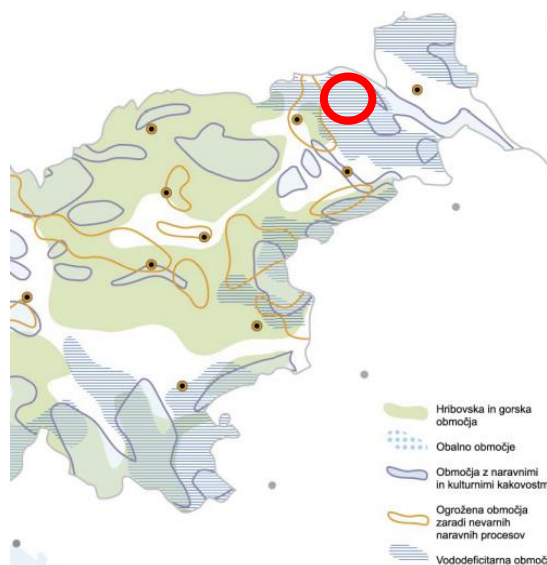 Hribovska in gorska
območja
Obalno območje
Območja z naravnimi
in kulturnimi kakovostm
Ogrožena območja
zaradi nevarnih
naravnih procesov
Vododeficitarna območ